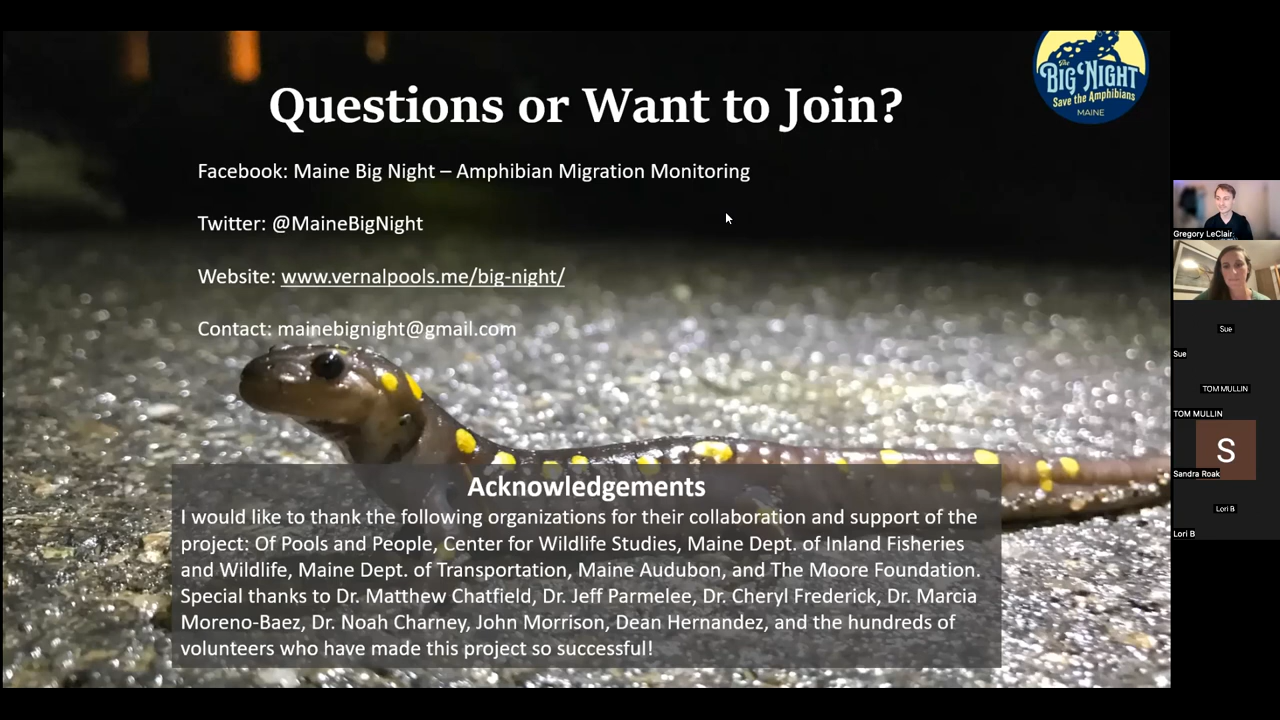 The
BIG NIGHT
Save the Amphibians
MAINE
Questions or Want to Join?
Facebook: Maine Big Night – Amphibian Migration Monitoring
Twitter: @MaineBigNight
Website: www.vernalpools.me/big-night/
Contact: mainebignight@gmail.com
Acknowledgements
I would like to thank the following organizations for their collaboration and support of the
project: Of Pools and People, Center for Wildlife Studies, Maine Dept. of Inland Fisheries
and Wildlife, Maine Dept. of Transportation, Maine Audubon, and The Moore Foundation.
Special thanks to Dr. Matthew Chatfield, Dr. Jeff Parmelee, Dr. Cheryl Frederick, Dr. Marcia
Moreno-Baez, Dr. Noah Charney, John Morrison, Dean Hernandez, and the hundreds of
volunteers who have made this project so successful!
Gregory LeClair
Sue
Sue
TOM MULLIN
TOM MULLIN
S
Sandra Roak
Lori B
Lori B